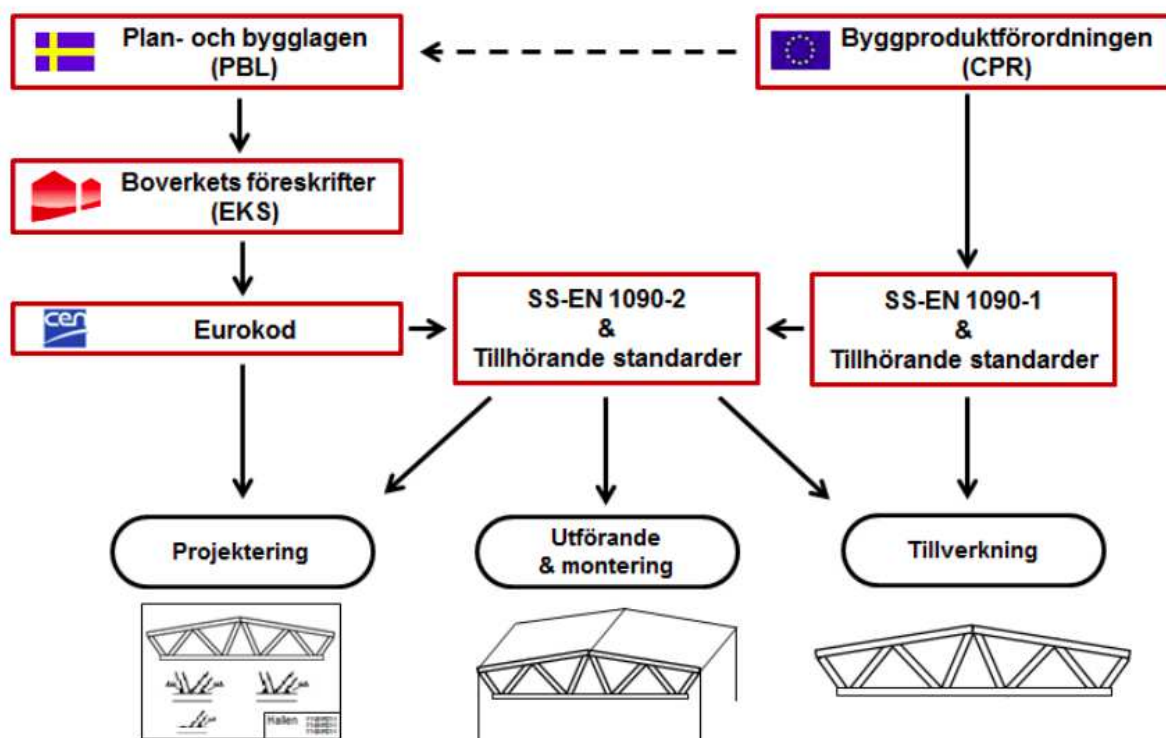 Plan- och bygglagen
(PBL)
Byggproduktförordningen
(CPR)
Boverkets föreskrifter
(EKS)
cen
Eurokod
SS-EN 1090-2
&
Tillhörande standarder
SS-EN 1090-1
&
Tillhörande standarder
Projektering
Utförande
& montering
Tillverkning
Hallen